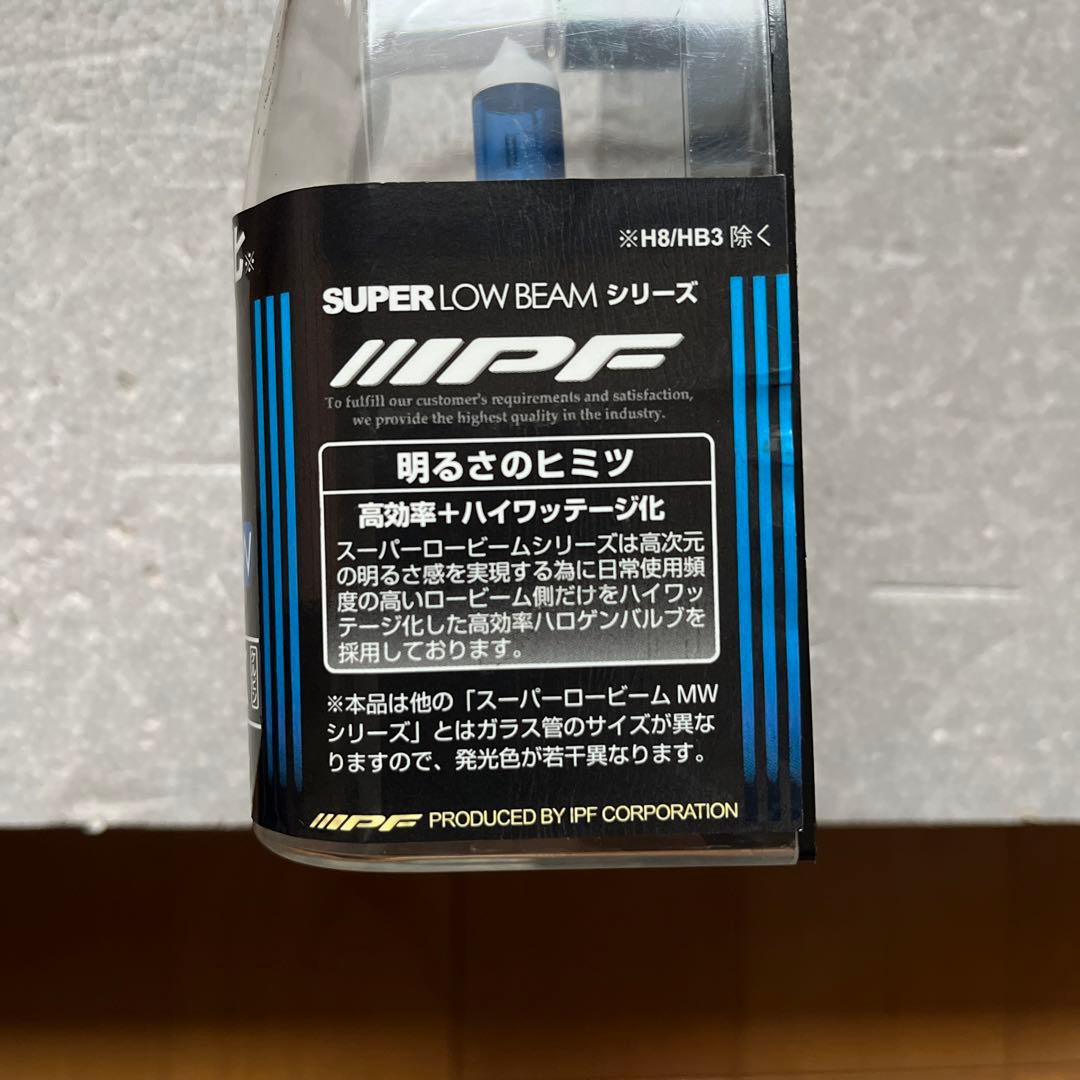 ※H8/HB3 除く
SUPER LOW BEAM シリーズ
IPF
To fulfill our customer's requirements and satisfaction,
we provide the highest quality in the industry.
明るさのヒミツ
高効率+ハイワッテージ化
スーパーロービームシリーズは高次元
の明るさ感を実現する為に日常使用頻
度の高いロービーム側だけをハイワッ
テージ化した高効率ハロゲンバルブを
採用しております。
※本品は他の「スーパーロービーム MW
シリーズ」とはガラス管のサイズが異な
りますので、発光色が若干異なります。
IPF PRODUCED BY IPF CORPORATION